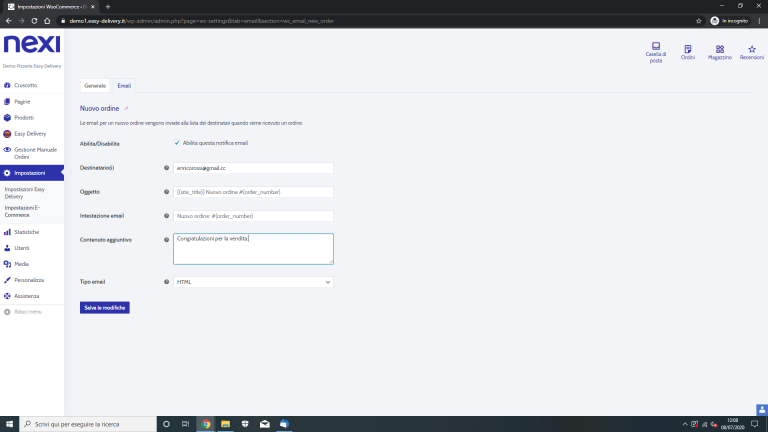 Impostazioni WooCommerce ‹ D
demo1.easy-delivery.it/wp-admin/admin.php?page=wc-settings&tab=email&section=wc_email_new_order
In incognito
nexi
Demo Pizzeria Easy Delivery
Casella di posta
Ordini
Magazzino
Recensioni
Cruscotto
Pagine
Prodotti
Easy Delivery
Gestione Manuale
Ordini
Impostazioni
Impostazioni Easy
Delivery
Impostazioni E-
Commerce
Statistiche
Utenti
Media
Personalizza
Assistenza
Riduci menu
Generale
Email
Nuovo ordine
Le email per un nuovo ordine vengono inviate alla lista dei destinatari quando viene ricevuto un ordine.
Abilita/Disabilita
Abilita questa notifica email
Destinatario(i)
enricorossi@gmail.cc
Oggetto
[{site_title}] Nuovo ordine #{order_number}
Intestazione email
Nuovo ordine: #{order_number}
Contenuto aggiuntivo
Congratulazioni per la vendita.
Tipo email
HTML
Salva le modifiche
Scrivi qui per eseguire la ricerca
12:08
08/07/2020